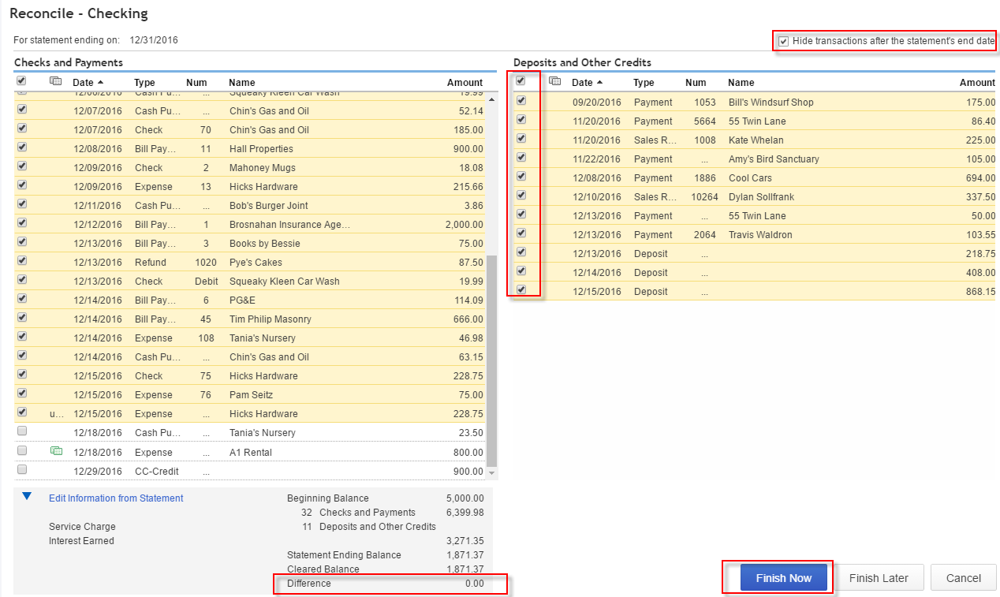 Reconcile - Checking
For statement ending on: 12/31/2016
Hide transactions after the statement's end date
Checks and Payments
Date Type Num Name Amount
Cash Pu... ... Squeaky Kleen Car Wash 19.99
12/07/2016 Cash Pu... ... Chin's Gas and Oil 52.14
12/07/2016 Check 70 Chin's Gas and Oil 185.00
12/08/2016 Bill Pay... 11 Hall Properties 900.00
12/09/2016 Check 2 Mahoney Mugs 18.08
12/09/2016 Expense 13 Hicks Hardware 215.66
12/11/2016 Cash Pu... ... Bob's Burger Joint 3.86
12/12/2016 Bill Pay... 1 Brosnahan Insurance Age... 2,000.00
12/13/2016 Bill Pay... 3 Books by Bessie 75.00
12/13/2016 Refund 1020 Pye's Cakes 87.50
12/13/2016 Check Debit Squeaky Kleen Car Wash 19.99
12/14/2016 Bill Pay... 6 PG&E 114.09
12/14/2016 Bill Pay... 45 Tim Philip Masonry 666.00
12/14/2016 Expense 108 Tania's Nursery 46.98
12/14/2016 Cash Pu... ... Chin's Gas and Oil 63.15
12/15/2016 Check 75 Hicks Hardware 228.75
12/15/2016 Expense 76 Pam Seitz 75.00
u... 12/15/2016 Expense ... Hicks Hardware 228.75
12/18/2016 Cash Pu... ... Tania's Nursery 23.50
12/18/2016 Expense ... A1 Rental 800.00
12/29/2016 CC-Credit ... 900.00
Deposits and Other Credits
Date Type Num Name Amount
09/20/2016 Payment 1053 Bill's Windsurf Shop 175.00
11/20/2016 Payment 5664 55 Twin Lane 86.40
11/20/2016 Sales R... 1008 Kate Whelan 225.00
11/22/2016 Payment ... Amy's Bird Sanctuary 105.00
12/08/2016 Payment 1886 Cool Cars 694.00
12/10/2016 Sales R... 10264 Dylan Sollfrank 337.50
12/13/2016 Payment ... 55 Twin Lane 50.00
12/13/2016 Payment 2064 Travis Waldron 103.55
12/13/2016 Deposit ... 218.75
12/14/2016 Deposit ... 408.00
12/15/2016 Deposit ... 868.15
Edit Information from Statement
Service Charge
Interest Earned
Beginning Balance 5,000.00
32 Checks and Payments 6,399.98
11 Deposits and Other Credits
3,271.35
Statement Ending Balance 1,871.37
Cleared Balance 1,871.37
Difference 0.00
Finish Now Finish Later Cancel